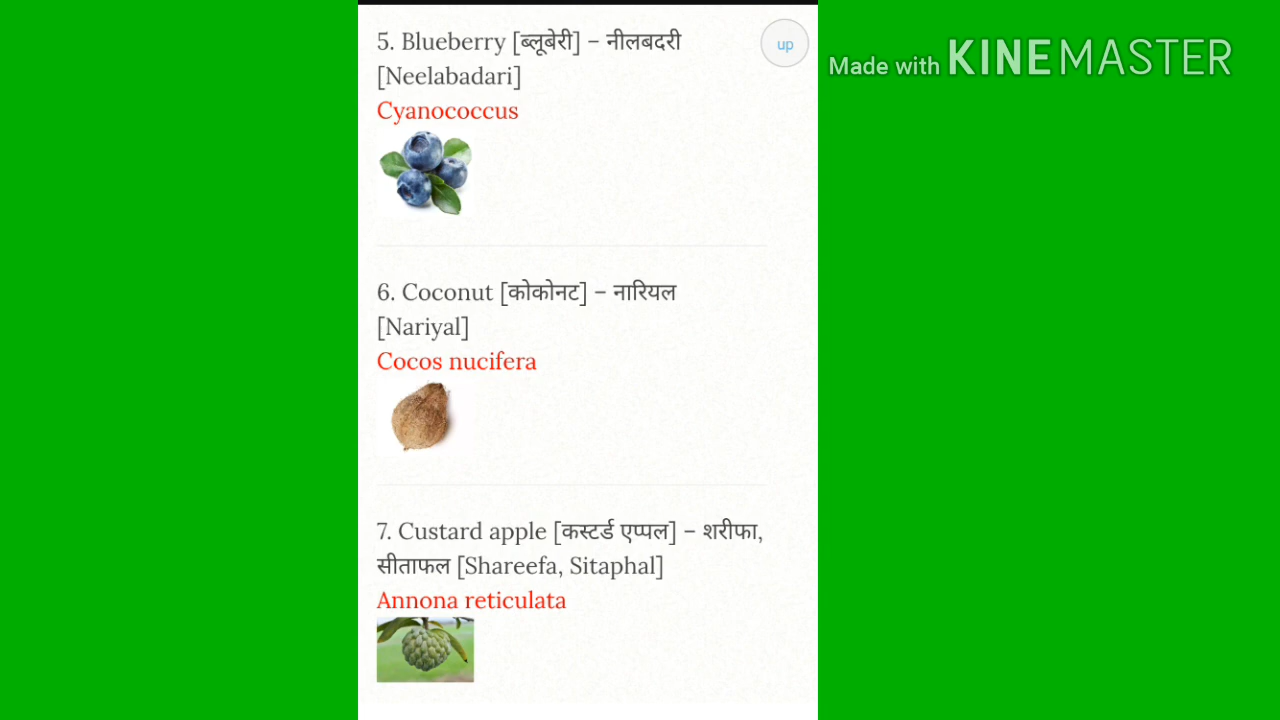 5. Blueberry [ब्लूबेरी] – नीलबदरी
[Neelabadari]
Cyanococcus
up
Made with KINEMASTER
6. Coconut [कोकोनट] – नारियल
[Nariyal]
Cocos nucifera
7. Custard apple [कस्टर्ड एप्पल] – शरीफा,
सीताफल [Shareefa, Sitaphal]
Annona reticulata